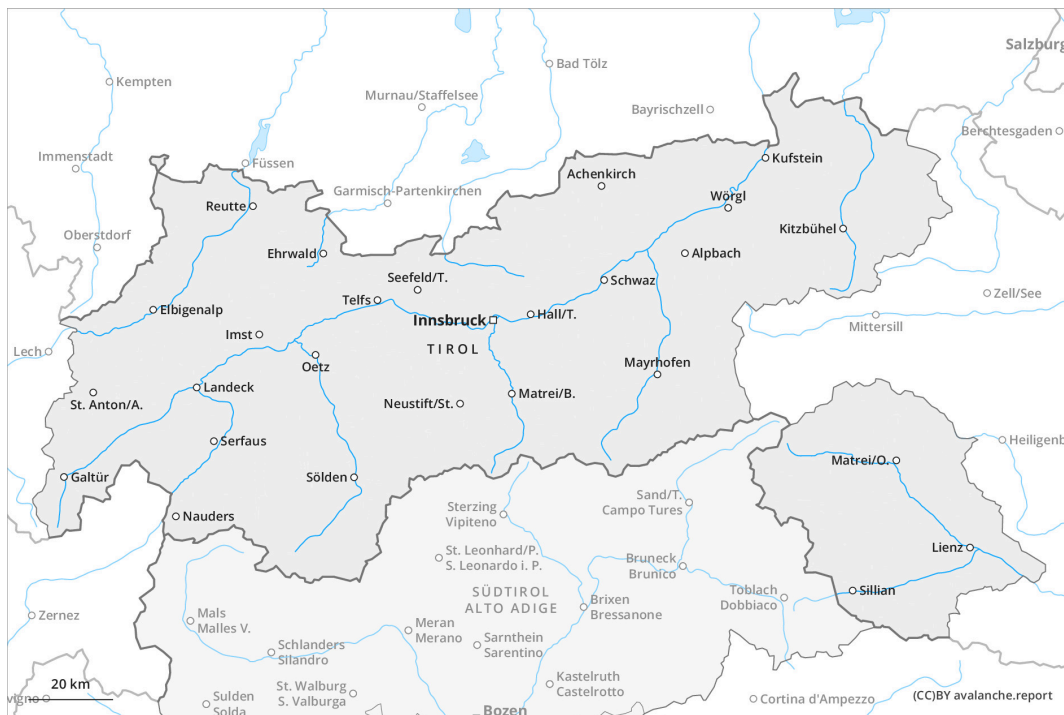 Salzburg
Kempten
Bad Tölz
Murnau/Staffelsee
Bayrischzell
Berchtesgaden
Immenstadt
Füssen
Kufstein
Garmisch-Partenkirchen
Achenkirch
Reutte
Wörgl
Oberstdorf
Kitzbühel
Ehrwald
Alpbach
Seefeld/T.
Schwaz
Zell/See
Telfs
Elbigenalp
Innsbruck
Hall/T.
Mittersill
Imst
TIROL
Lech
Oetz
Mayrhofen
Landeck
St. Anton/A.
Neustift/St.
Matrei/B.
Serfaus
Heiligenb
Matrei/O.
Galtür
Sölden
Sand/T.
Campo Tures
Sterzing
Vipiteno
Nauders
Lienz
St. Leonhard/P.
S. Leonardo i. P.
Bruneck
Brunico
SÜDTIROL
ALTO ADIGE
Sillian
Toblach
Dobbiaco
Brixen
Bressanone
Zernez
Mals
Malles V.
Meran
Merano
Schlanders
Silandro
Sarnthein
Sarentino
20 km
St. Walburg
S. Valburga
Kastelruth
Castelrotto
vigno
Sulden
Solda
Cortina d'Ampezzo
(CC)BY avalanche.report
Bozen